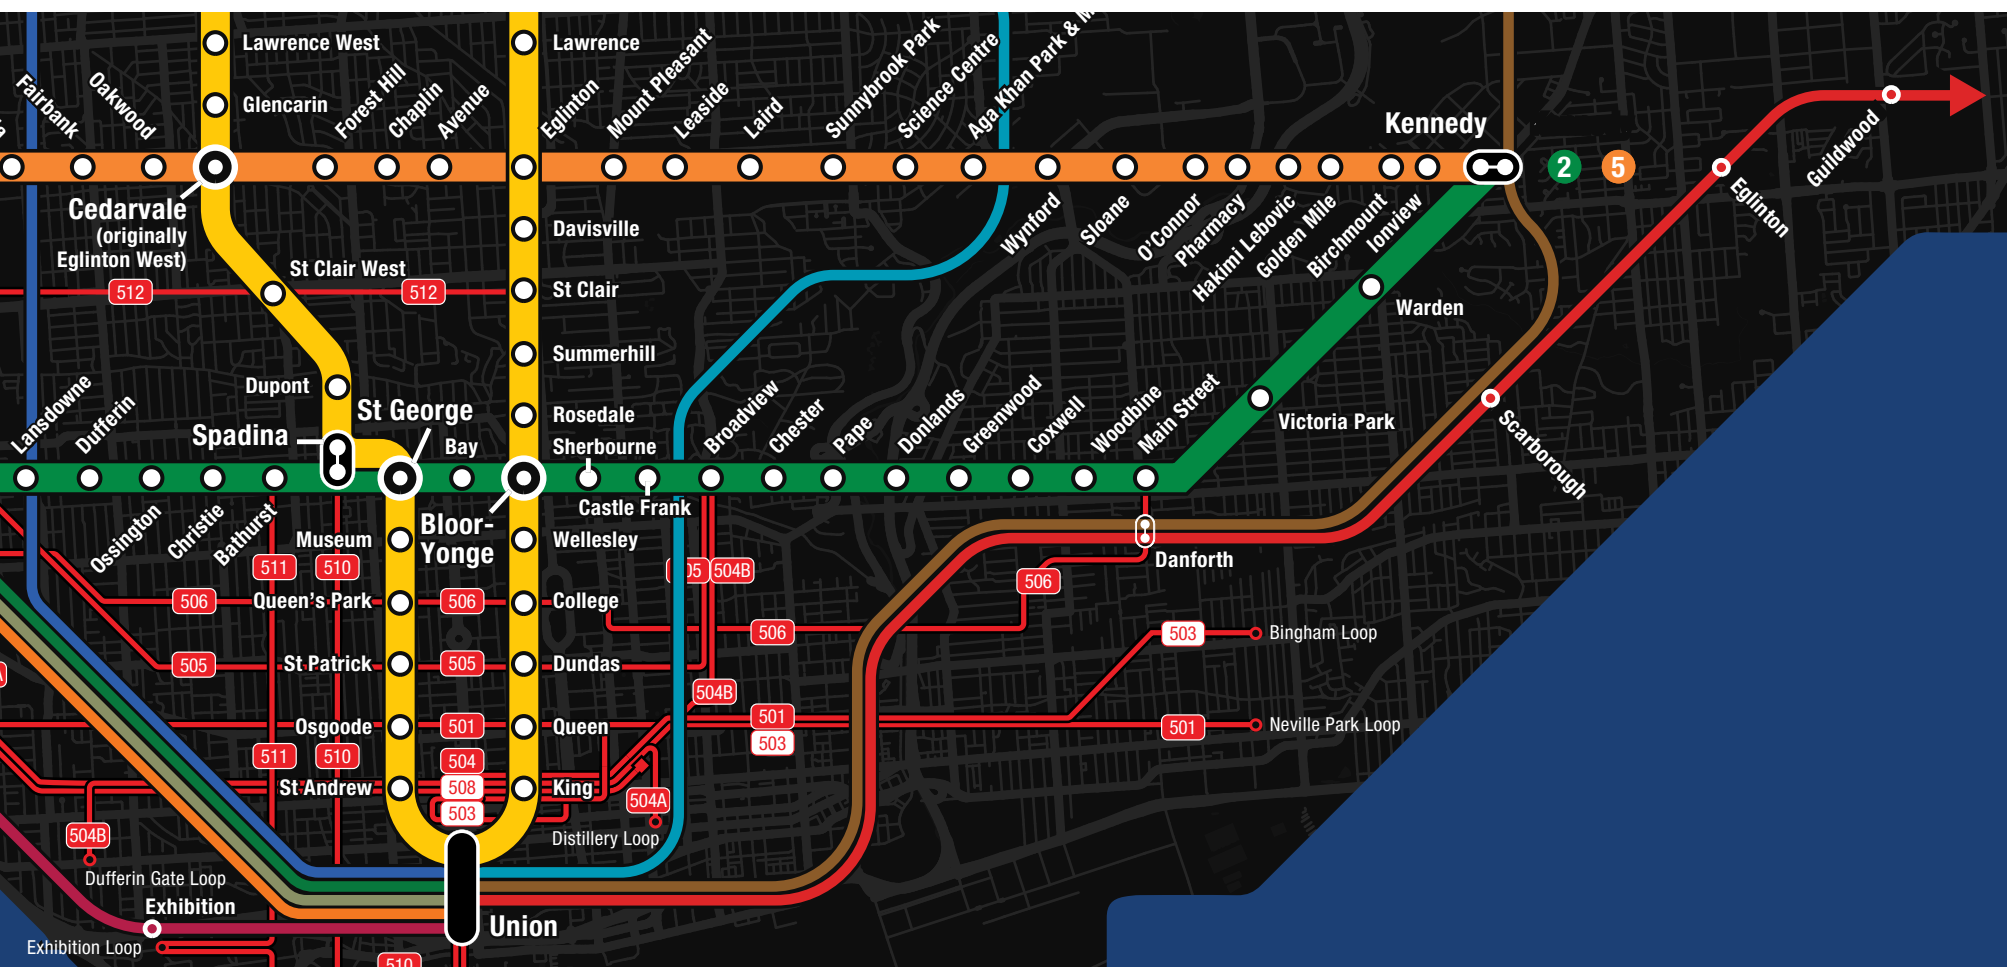 Lawrence West
Lawrence
Glencarin
Fairbank
Oakwood
Forest Hill
Chaplin
Avenue
Eglinton
Mount Pleasant
Leaside
Laird
Sunnybrook Park
Science Centre
Aga Khan Park & M
Kennedy
2
5
Guildwood
Eglinton
Cedarvale
(originally
Eglinton West)
Davisville
Wynford
Sloane
O'Connor
Pharmacy
Hakimi Lebovic
Golden Mile
Birchmount
Ionview
St Clair West
512
512
St Clair
Warden
Summerhill
Dupont
St George
Rosedale
Lansdowne
Dufferin
Spadina
Bay
Sherbourne
Broadview
Chester
Pape
Donlands
Greenwood
Coxwell
Woodbine
Main Street
Victoria Park
Scarborough
Castle Frank
Ossington
Christie
Bathurst
Museum
Bloor-
Yonge
Wellesley
Danforth
511
510
05
504B
506
506
Queen's Park
506
College
506
503
Bingham Loop
505
St Patrick
505
Dundas
504B
Osgoode
501
Queen
501
503
501
Neville Park Loop
511
510
504
St Andrew
508
King
503
504A
504B
Distillery Loop
Dufferin Gate Loop
Exhibition
Union
Exhibition Loop
510